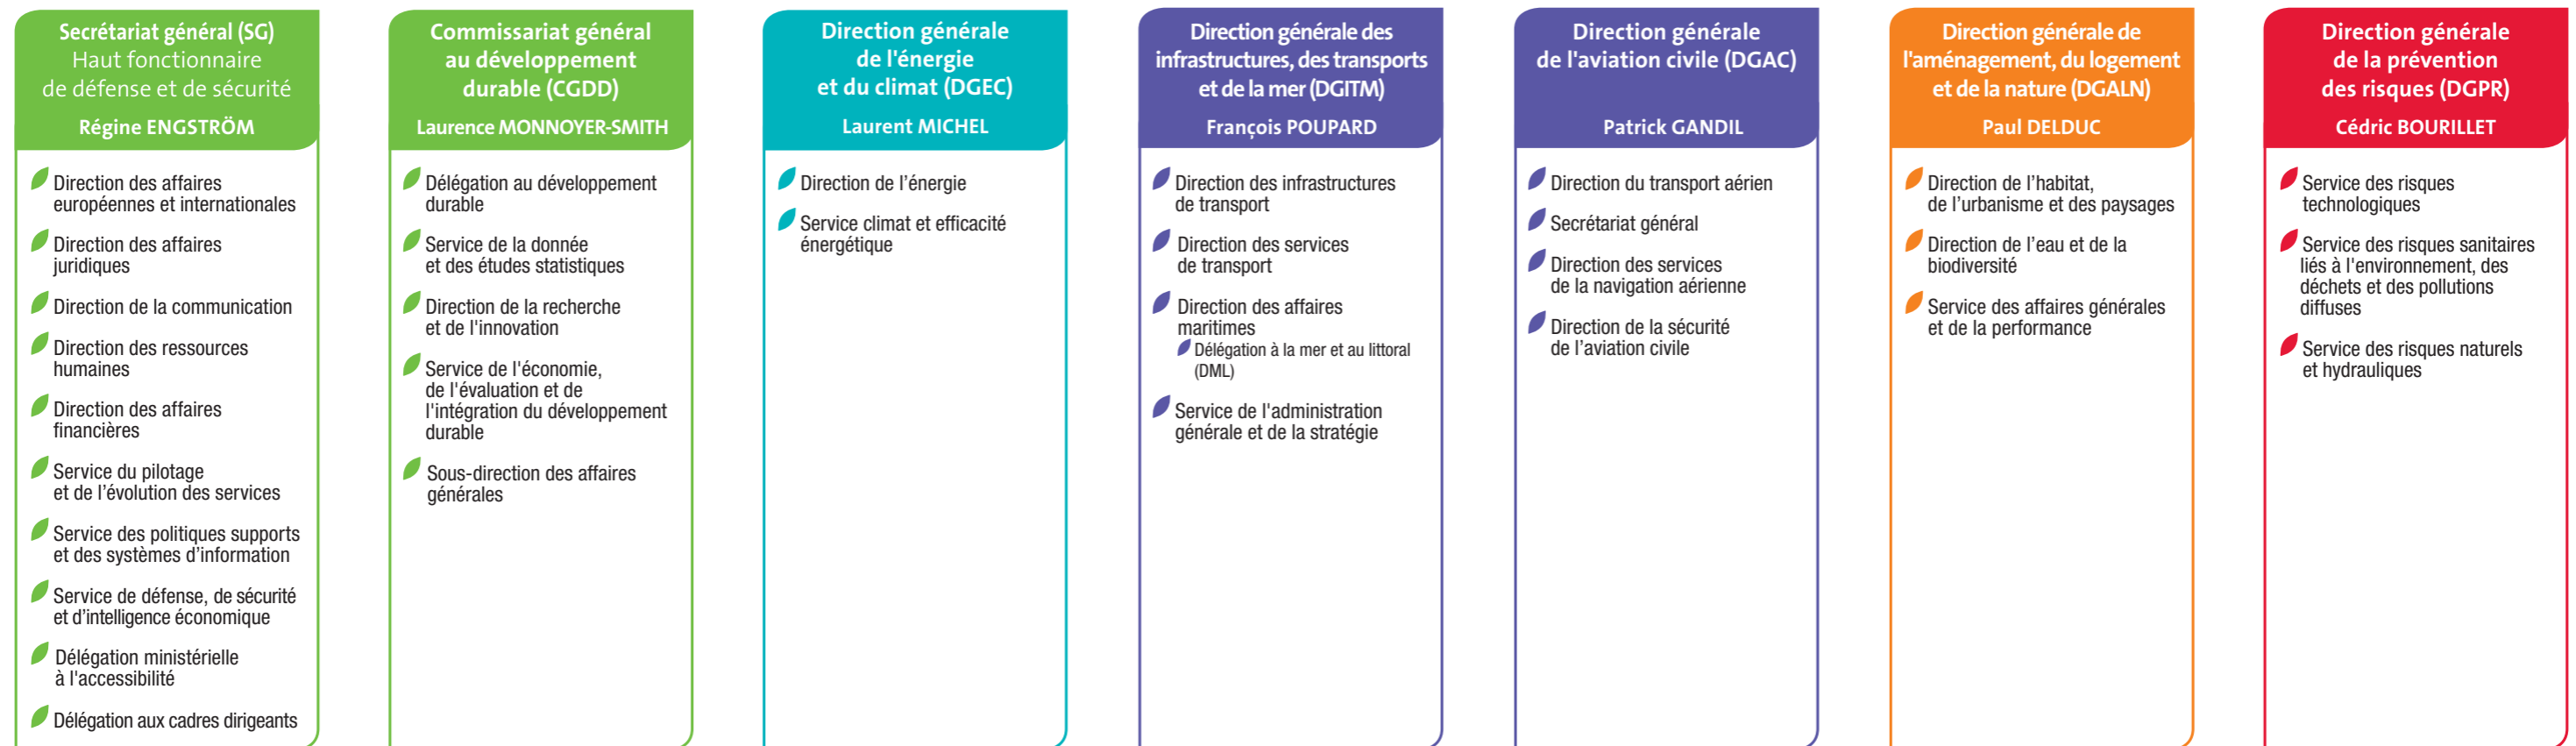 Secrétariat général (SG)
Haut fonctionnaire
de défense et de sécurité
Régine ENGSTRÖM
Direction des affaires
européennes et internationales
Direction des affaires
juridiques
Direction de la communication
Direction des ressources
humaines
Direction des affaires
financières
Service du pilotage
et de l’évolution des services
Service des politiques supports
et des systèmes d’information
Service de défense, de sécurité
et d’intelligence économique
Délégation ministérielle
à l'accessibilité
Délégation aux cadres dirigeants
Commissariat général
au développement
durable (CGDD)
Laurence MONNOYER-SMITH
Délégation au développement
durable
Service de la donnée
et des études statistiques
Direction de la recherche
et de l'innovation
Service de l'économie,
de l'évaluation et de
l'intégration du développement
durable
Sous-direction des affaires
générales
Direction générale
de l'énergie
et du climat (DGEC)
Laurent MICHEL
Direction de l’énergie
Service climat et efficacité
énergétique
Direction générale des
infrastructures, des transports
et de la mer (DGITM)
François POUPARD
Direction des infrastructures
de transport
Direction des services
de transport
Direction des affaires
maritimes
Délégation à la mer et au littoral
(DML)
Service de l'administration
générale et de la stratégie
Direction générale
de l'aviation civile (DGAC)
Patrick GANDIL
Direction du transport aérien
Secrétariat général
Direction des services
de la navigation aérienne
Direction de la sécurité
de l’aviation civile
Direction générale de
l'aménagement, du logement
et de la nature (DGALN)
Paul DELDUC
Direction de l’habitat,
de l’urbanisme et des paysages
Direction de l’eau et de la
biodiversité
Service des affaires générales
et de la performance
Direction générale
de la prévention
des risques (DGPR)
Cédric BOURILLET
Service des risques
technologiques
Service des risques sanitaires
liés à l'environnement, des
déchets et des pollutions
diffuses
Service des risques naturels
et hydrauliques